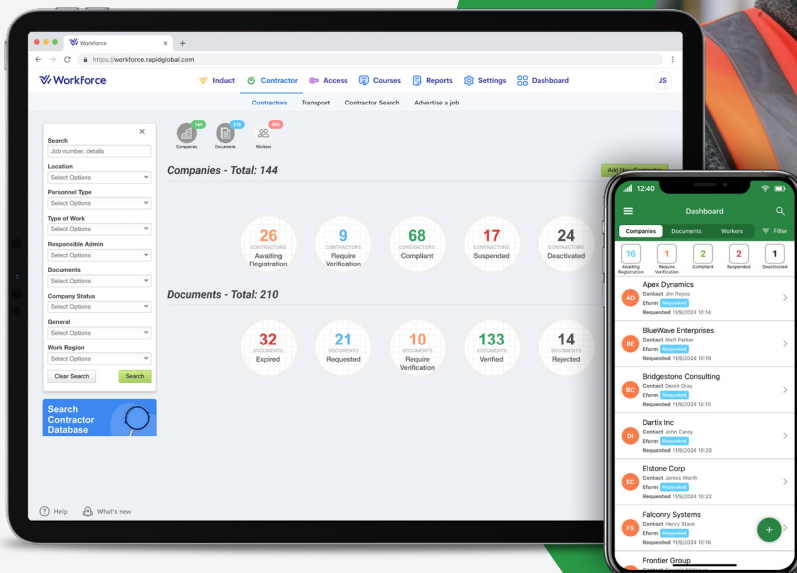 Workforce
https://workforce.rapidglobal.com
Workforce
Induct
Contractor
Access
Courses
Reports
Settings
Dashboard
JS
Contractors
Transport
Contractor Search
Advertise a job
Search
Job number, details
Location
Select Options
Personnel Type
Select Options
Type of Work
Select Options
Responsible Admin
Select Options
Documents
Select Options
Company Status
Select Options
General
Select Options
Work Region
Select Options
Clear Search
Search
Search
Contractor
Database
Help
What's new
144
210
Companies
Documents
Workers
Companies - Total: 144
26
CONTRACTORS
Awaiting
Registration
9
CONTRACTORS
Require
Verification
68
CONTRACTORS
Compliant
17
CONTRACTORS
Suspended
24
CONTRACTORS
Deactivated
Documents - Total: 210
32
DOCUMENTS
Expired
21
DOCUMENTS
Requested
10
DOCUMENTS
Require
Verification
133
DOCUMENTS
Verified
14
DOCUMENTS
Rejected
12:40
Dashboard
Companies
Documents
Workers
Filter
16
Awaiting
Registration
1
Require
Verification
2
Compliant
2
Suspended
1
Deactivated
AD
Apex Dynamics
Contact Jim Reyes
Eform Requested
Requested 11/9/2024 10:14
BE
BlueWave Enterprises
Contact Matt Parker
Eform Requested
Requested 11/9/2024 10:19
BC
Bridgestone Consulting
Contact Derek Gray
Eform Requested
Requested 11/9/2024 10:15
DI
Dartix Inc
Contact John Carey
Eform Requested
Requested 11/9/2024 10:20
EC
Elstone Corp
Contact James Worth
Eform Requested
Requested 11/9/2024 10:22
FS
Falconry Systems
Contact Henry Stave
Eform Requested
Requested 11/9/2024 10:16
Frontier Group